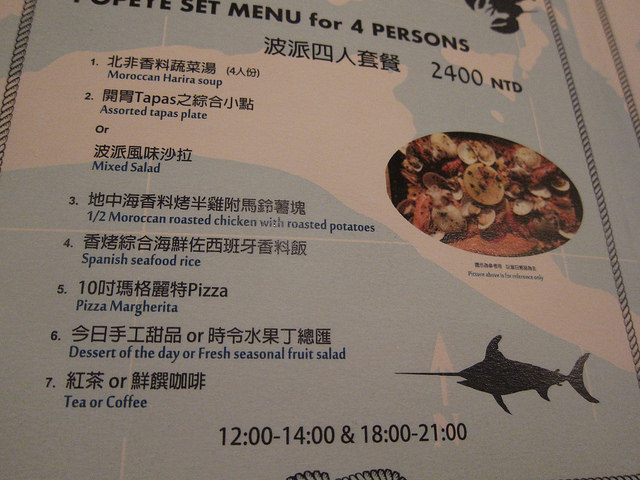 POPEYE SET MENU for 4 PERSONS
波派四人套餐 2400 NTD
1. 北非香料蔬菜湯 (4人份)
Moroccan Harira soup
2. 開胃Tapas之綜合小點
Assorted tapas plate
Or
波派風味沙拉
Mixed Salad
3. 地中海香料烤半雞附馬鈴薯塊
1/2 Moroccan roasted chicken with roasted potatoes
4. 香烤綜合海鮮佐西班牙香料飯
Spanish seafood rice
5. 10吋瑪格麗特Pizza
Pizza Margherita
6. 今日手工甜品 or 時令水果丁總匯
Dessert of the day or Fresh seasonal fruit salad
7. 紅茶 or 鮮饌咖啡
Tea or Coffee
Picture above is for reference only
12:00-14:00 & 18:00-21:00